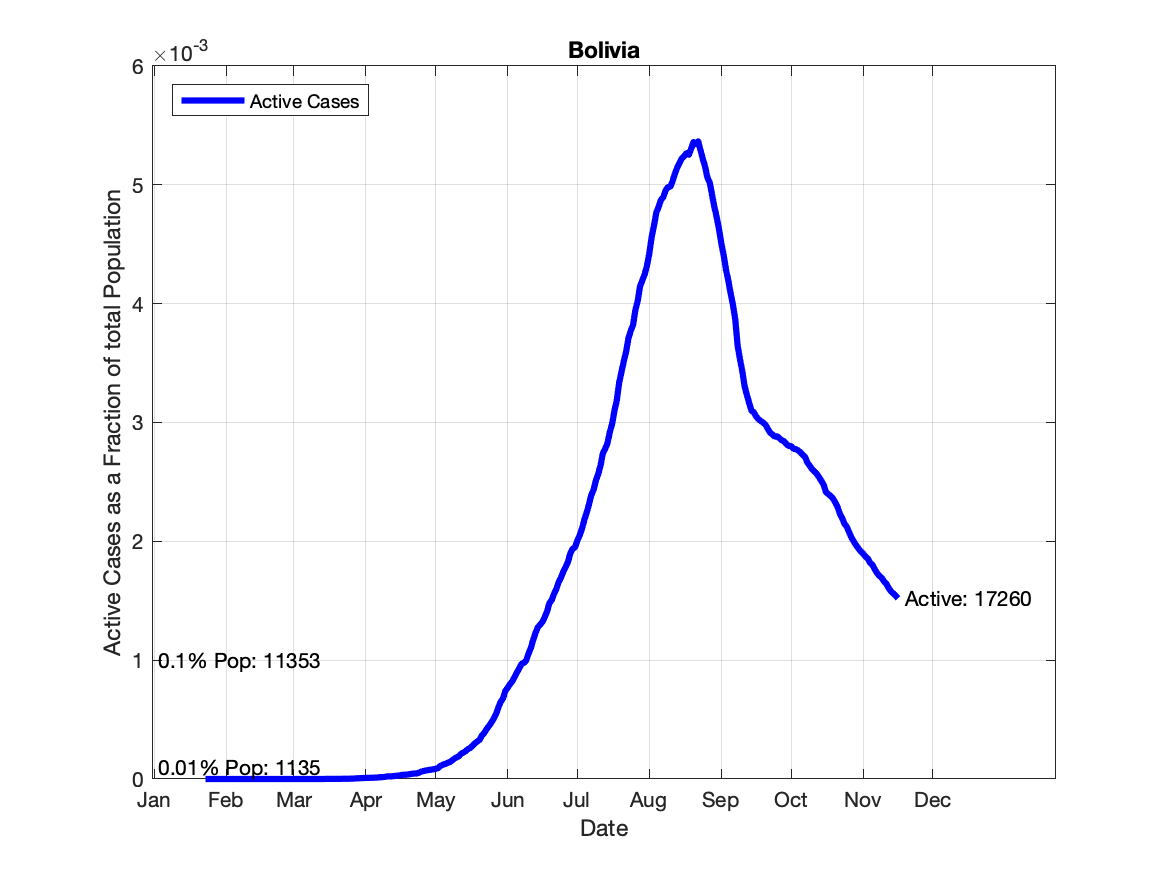 Bolivia
×10-3
6
5
4
3
2
1
0
Active Cases
Active Cases as a Fraction of total Population
0.1% Pop: 11353
0.01% Pop: 1135
Active: 17260
Jan Feb Mar Apr May Jun Jul Aug Sep Oct Nov Dec
Date